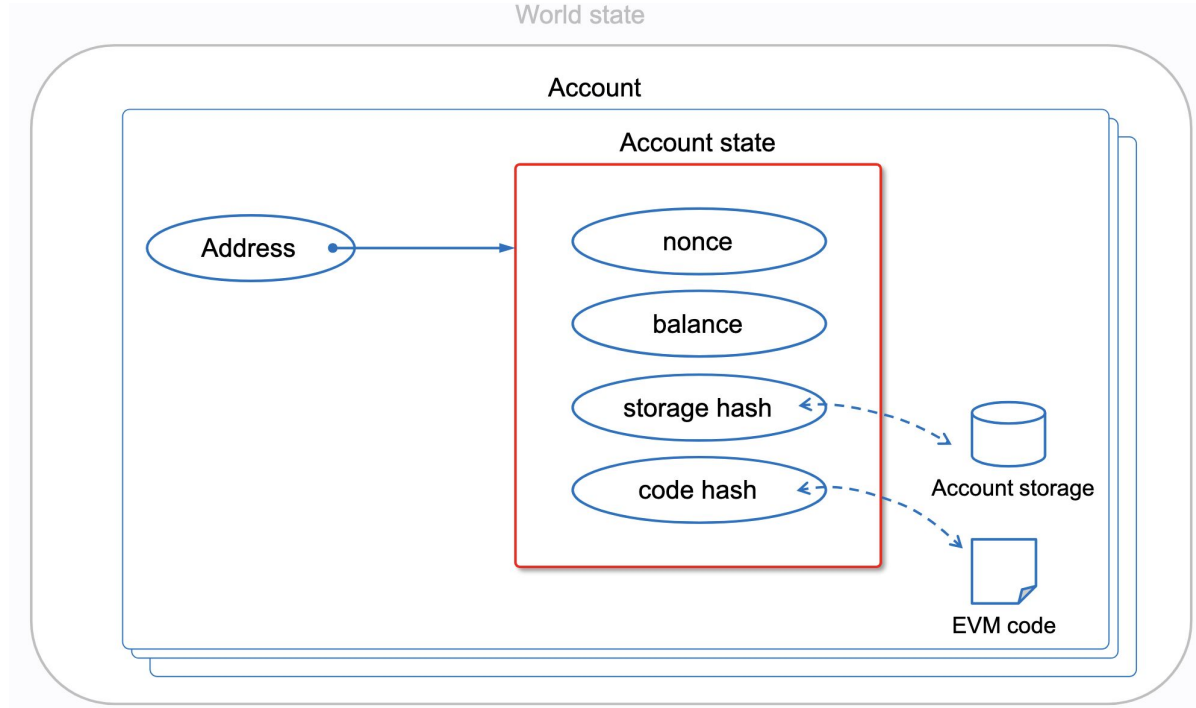 World state
Account
Account state
Address
nonce
balance
storage hash
code hash
Account storage
EVM code